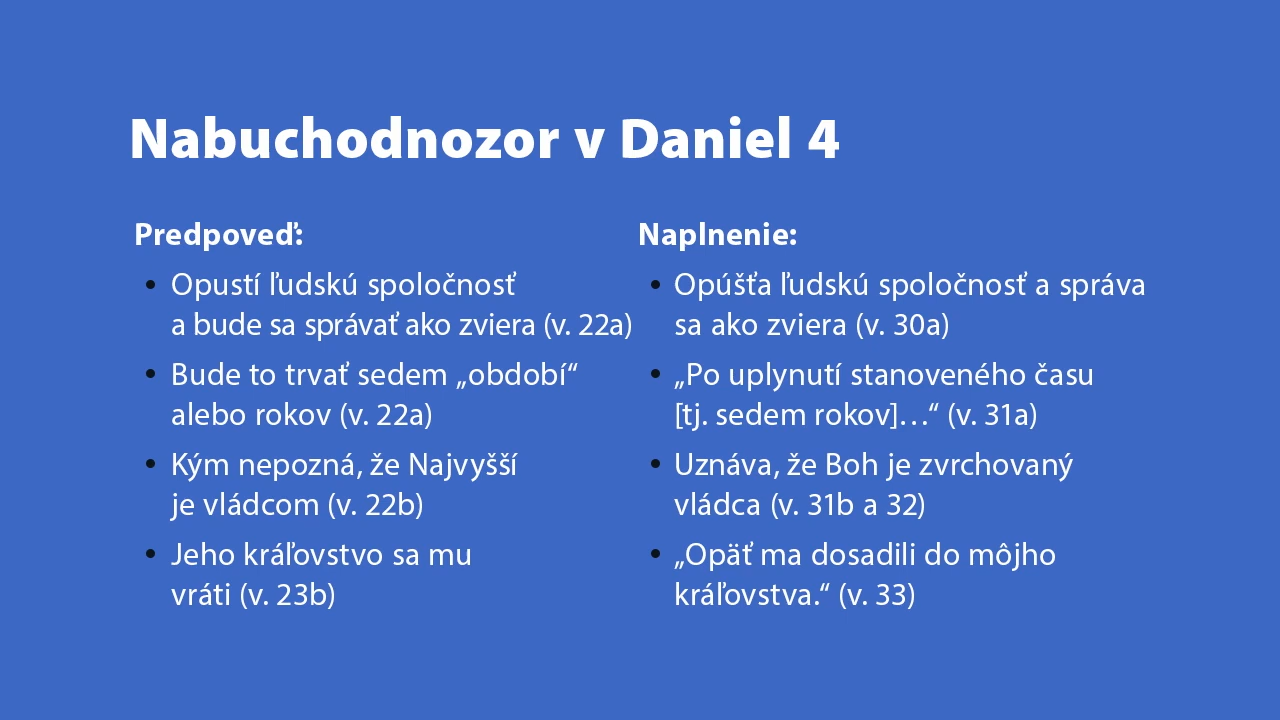 Nabuchodnozor v Daniel 4
Predpoveď:
• Opustí ľudskú spoločnosť
a bude sa správať ako zviera (v. 22a)
• Bude to trvať sedem „období“
alebo rokov (v. 22a)
• Kým nepozná, že Najvyšší
je vládcom (v. 22b)
• Jeho kráľovstvo sa mu
vráti (v. 23b)
Naplnenie:
• Opúšťa ľudskú spoločnosť a správa
sa ako zviera (v. 30a)
• „Po uplynutí stanoveného času
[tj. sedem rokov]…“ (v. 31a)
• Uznáva, že Boh je zvrchovaný
vládca (v. 31b a 32)
• „Opäť ma dosadili do môjho
kráľovstva.“ (v. 33)